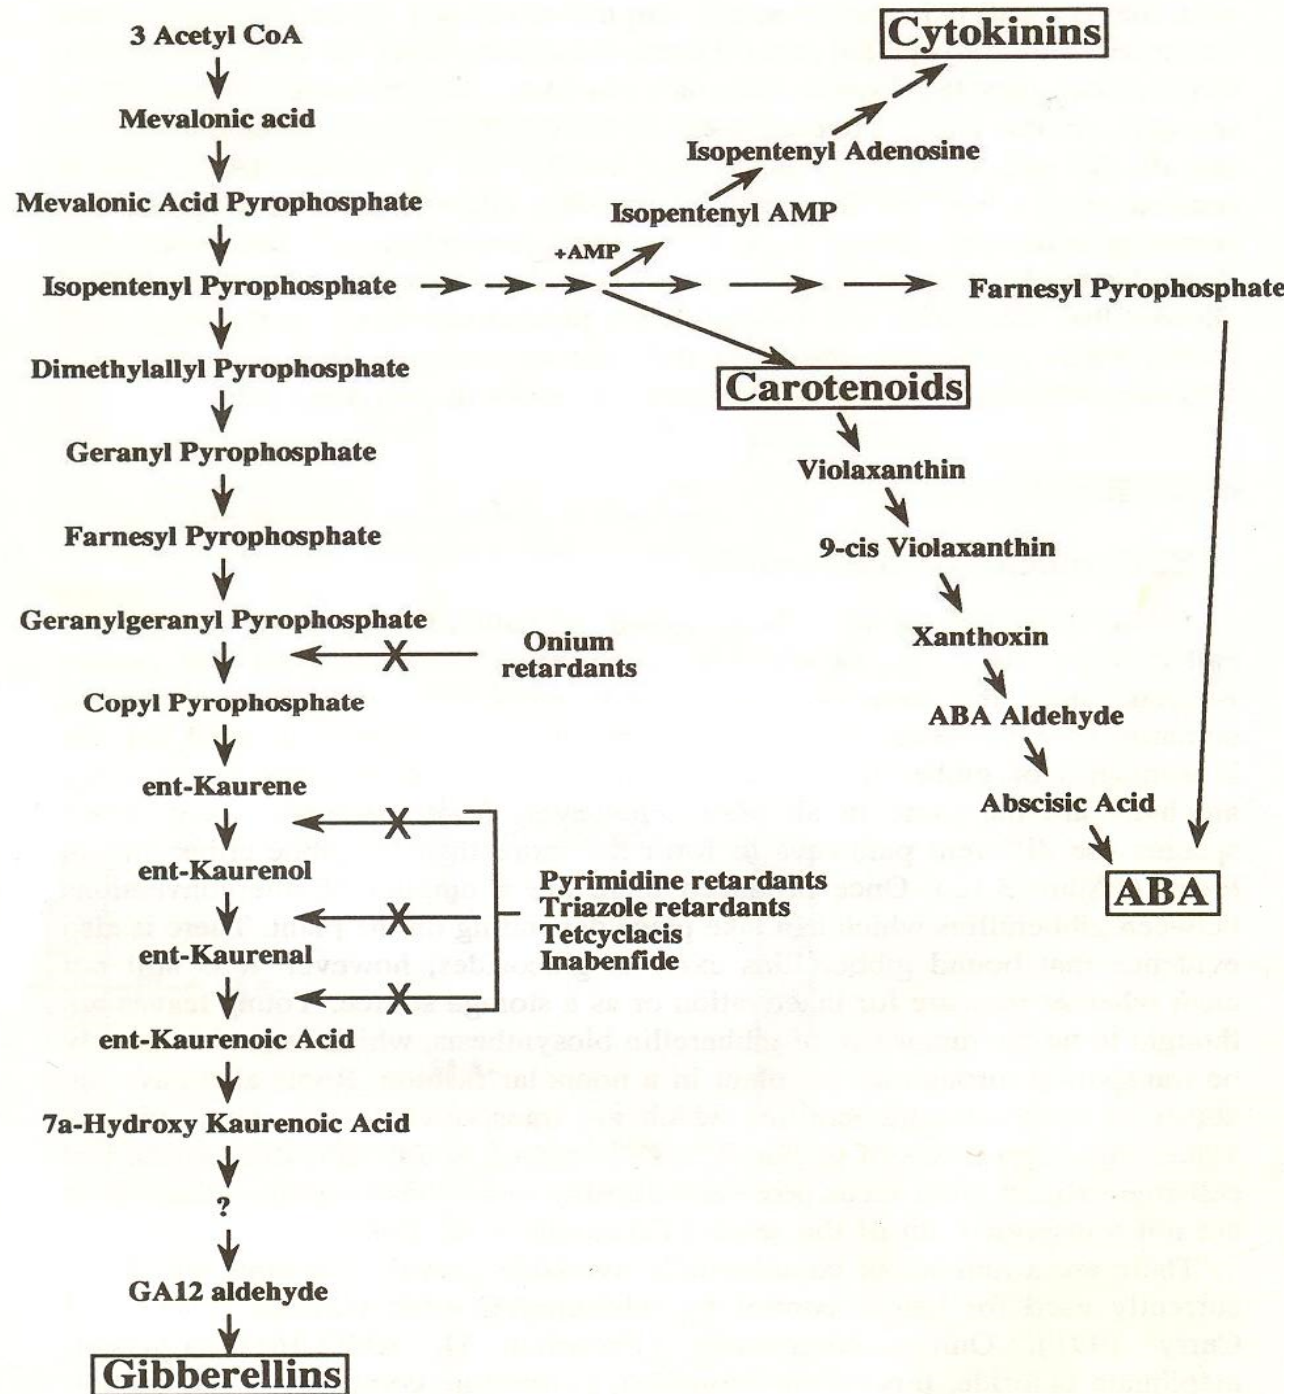 3 Acetyl CoA
Cytokinins
Mevalonic acid
Isopentenyl Adenosine
Mevalonic Acid Pyrophosphate
Isopentenyl AMP
+AMP
Isopentenyl Pyrophosphate
Farnesyl Pyrophosphate
Dimethylallyl Pyrophosphate
Carotenoids
Geranyl Pyrophosphate
Violaxanthin
Farnesyl Pyrophosphate
9-cis Violaxanthin
Geranylgeranyl Pyrophosphate
Onium
retardants
X
Xanthoxin
Copyl Pyrophosphate
ABA Aldehyde
ent-Kaurene
Abscisic Acid
X
ent-Kaurenol
Pyrimidine retardants
Triazole retardants
Tetcyclacis
Inabenfide
ABA
X
ent-Kaurenal
X
ent-Kaurenoic Acid
7a-Hydroxy Kaurenoic Acid
?
GA12 aldehyde
Gibberellins